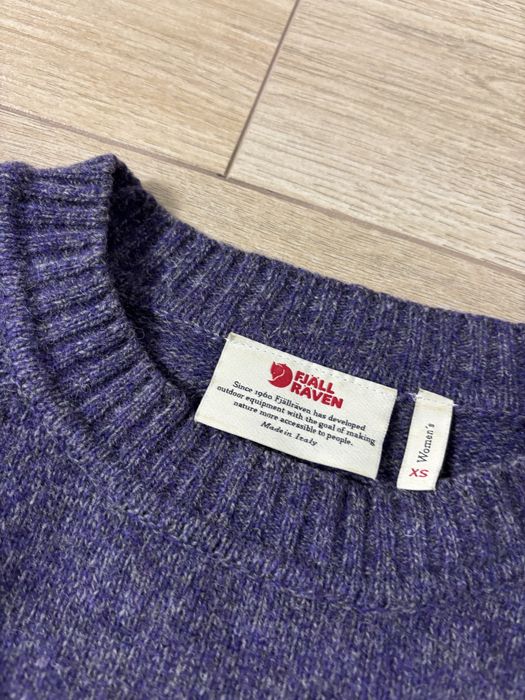 FJÄLL
RÄVEN
Since 1960 Fjällräven has developed
outdoor equipment with the goal of making
nature more accessible to people.
Made in Italy
Women's
XS